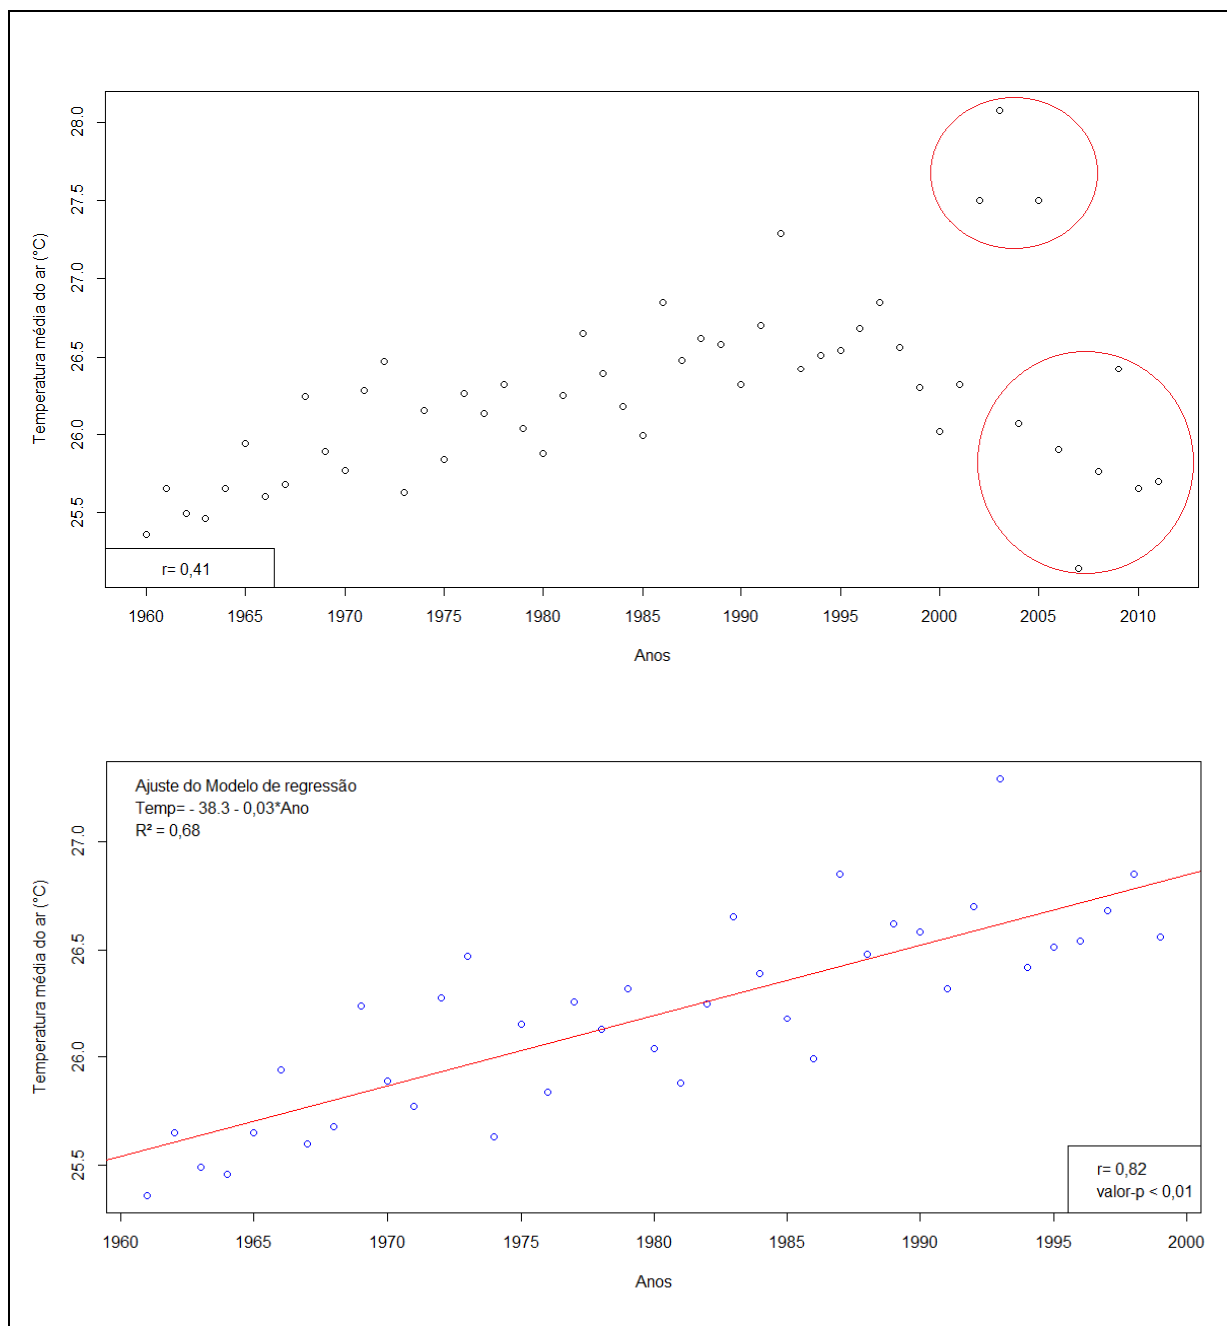 Temperatura média do ar (°C)
28.0
27.5
27.0
26.5
26.0
25.5
r= 0,41
1960 1965 1970 1975 1980 1985 1990 1995 2000 2005 2010
Anos
Ajuste do Modelo de regressão
Temp= - 38.3 - 0,03*Ano
R² = 0,68
Temperatura média do ar (°C)
27.0
26.5
26.0
25.5
r= 0,82
valor-p < 0,01
1960 1965 1970 1975 1980 1985 1990 1995 2000
Anos